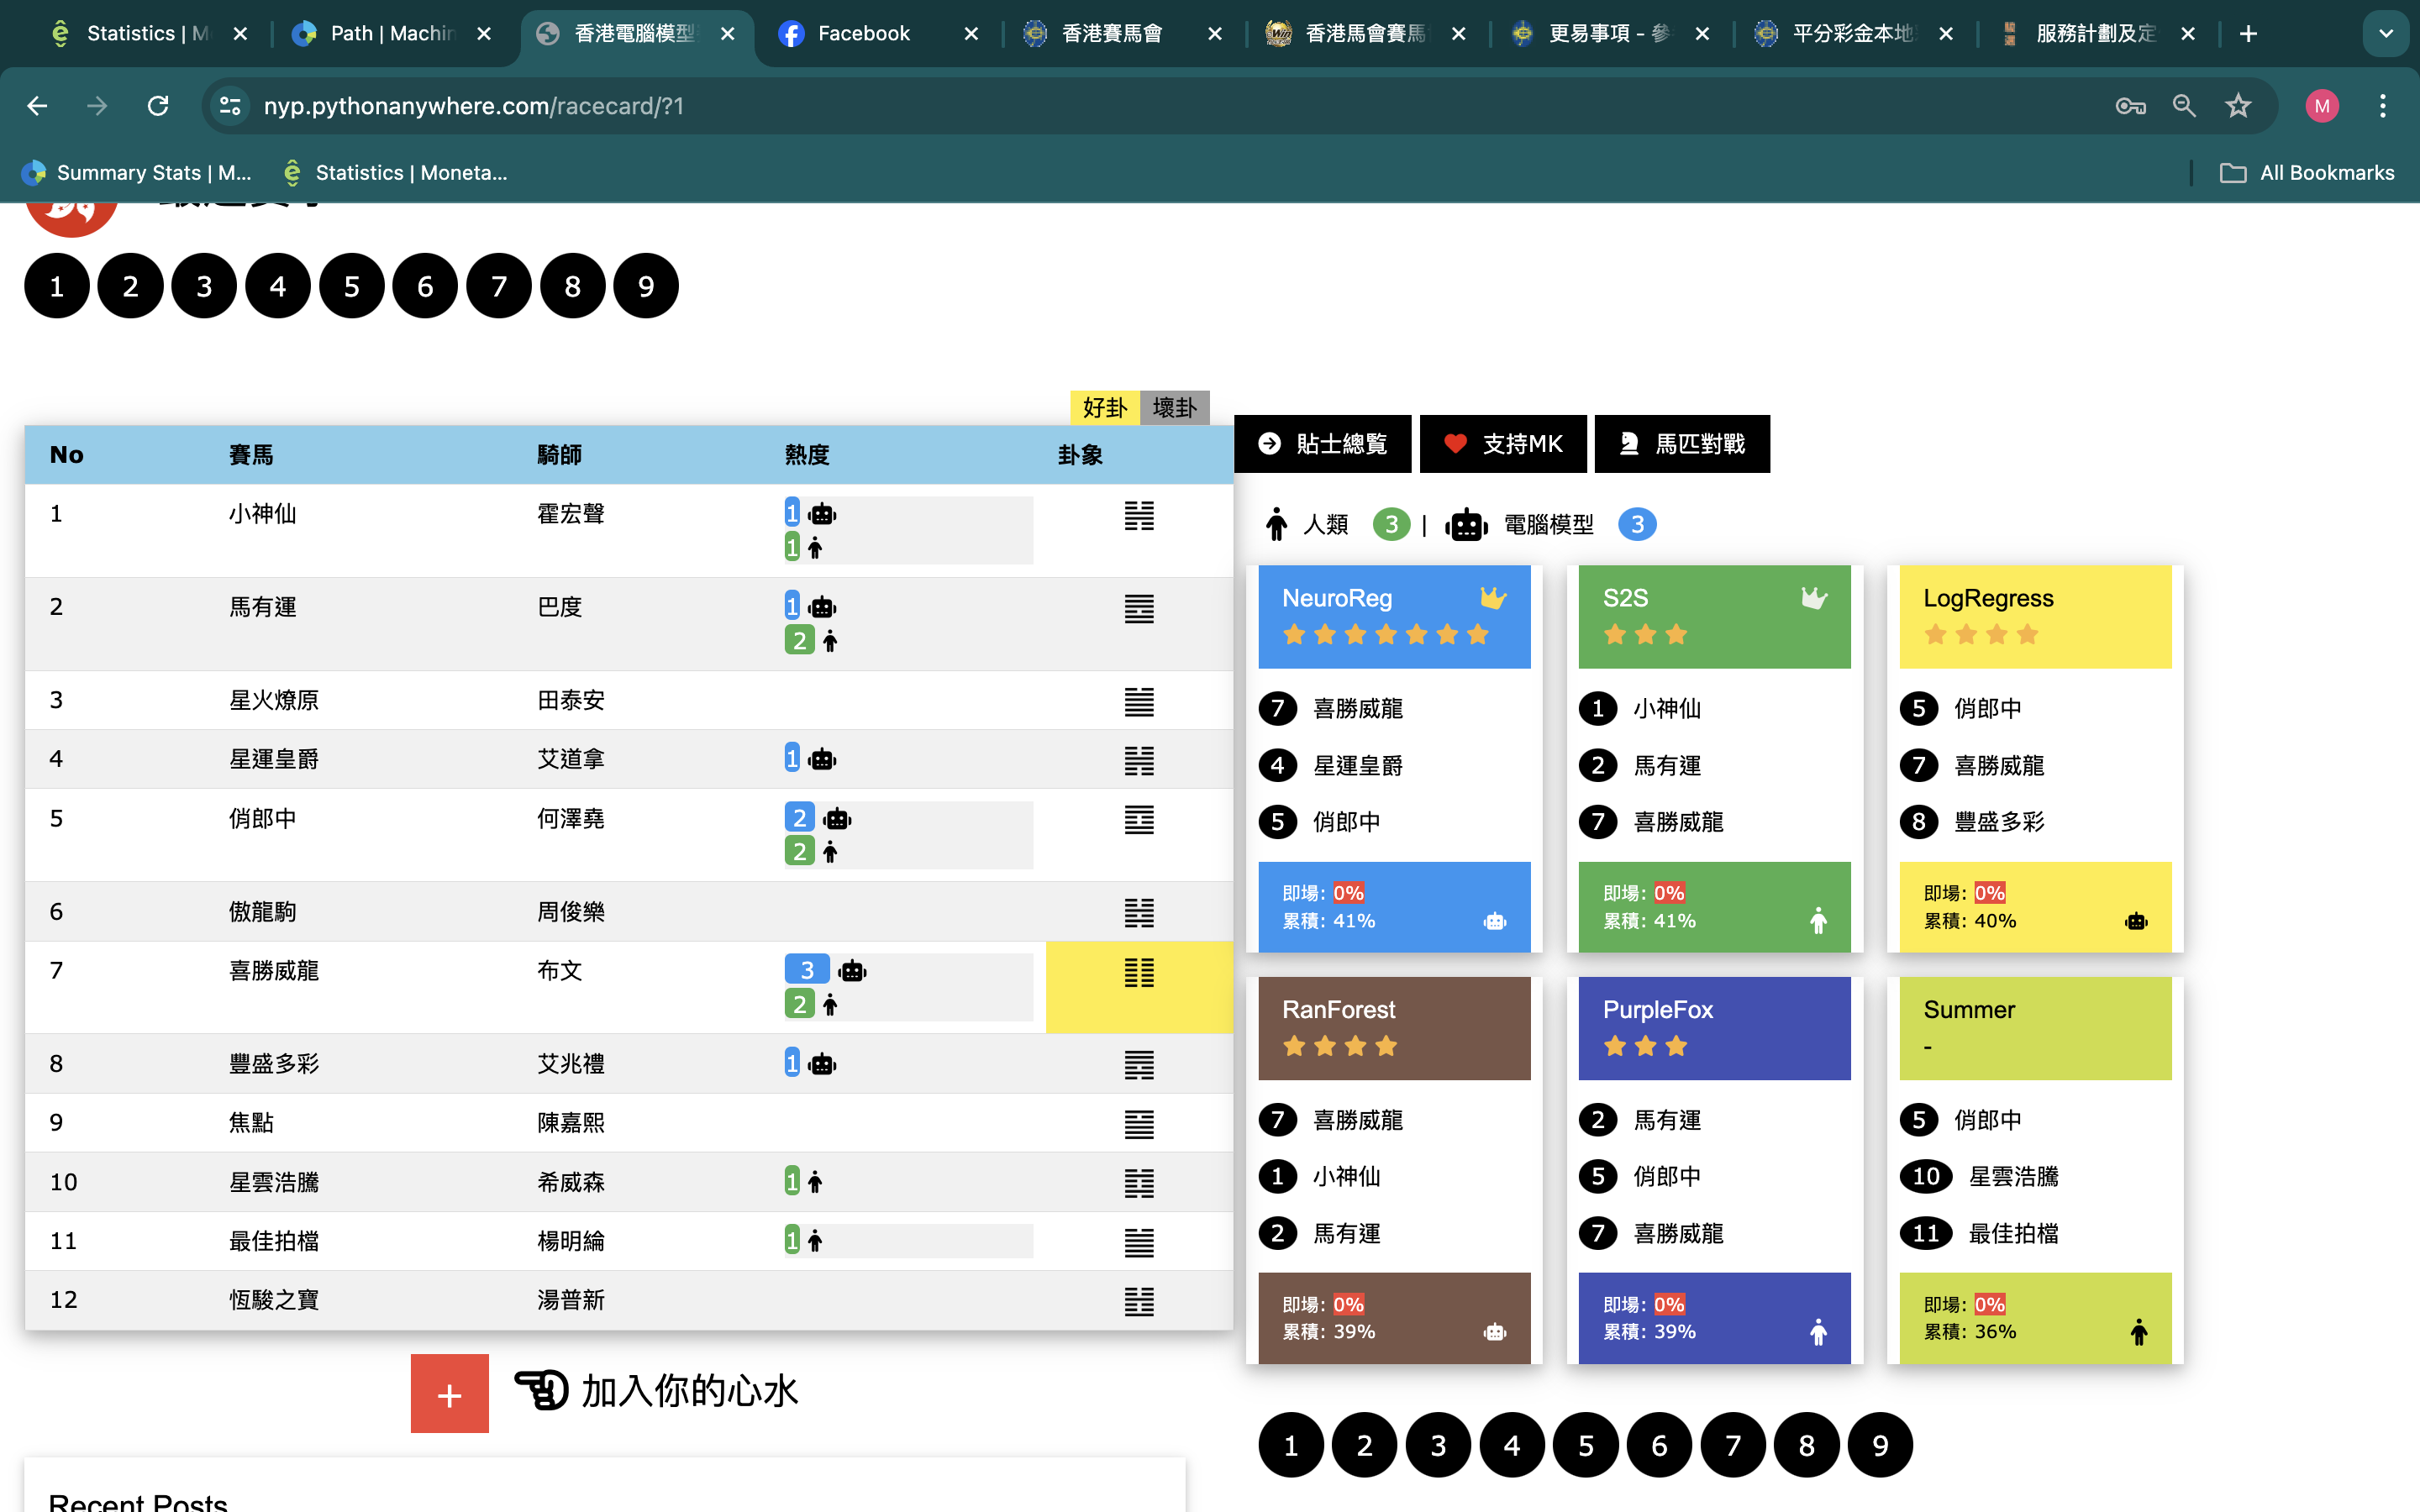 Statistics | M
Path | Machin
香港電腦模型
Facebook
香港賽馬會
香港馬會賽馬
更易事項 - 參
平分彩金本地
服務計劃及定
nyp.pythonanywhere.com/racecard/?1
M
Summary Stats | M...
Statistics | Moneta...
All Bookmarks
1 2 3 4 5 6 7 8 9
好卦 壞卦
No 賽馬 騎師 熱度 卦象
1 小神仙 霍宏聲 1
1
2 馬有運 巴度 1
2
3 星火燎原 田泰安
4 星運皇爵 艾道拿 1
5 俏郎中 何澤堯 2
2
6 傲龍駒 周俊樂
7 喜勝威龍 布文 3
2
8 豐盛多彩 艾兆禮 1
9 焦點 陳嘉熙
10 星雲浩騰 希威森 1
11 最佳拍檔 楊明綸 1
12 恆駿之寶 湯普新
+ 加入你的心水
Recent Posts
貼士總覧 支持MK 馬匹對戰
人類 3 | 電腦模型 3
NeuroReg
7 喜勝威龍
4 星運皇爵
5 俏郎中
即場: 0%
累積: 41%
S2S
1 小神仙
2 馬有運
7 喜勝威龍
即場: 0%
累積: 41%
LogRegress
5 俏郎中
7 喜勝威龍
8 豐盛多彩
即場: 0%
累積: 40%
RanForest
7 喜勝威龍
1 小神仙
2 馬有運
即場: 0%
累積: 39%
PurpleFox
2 馬有運
5 俏郎中
7 喜勝威龍
即場: 0%
累積: 39%
Summer
-
5 俏郎中
10 星雲浩騰
11 最佳拍檔
即場: 0%
累積: 36%
1 2 3 4 5 6 7 8 9